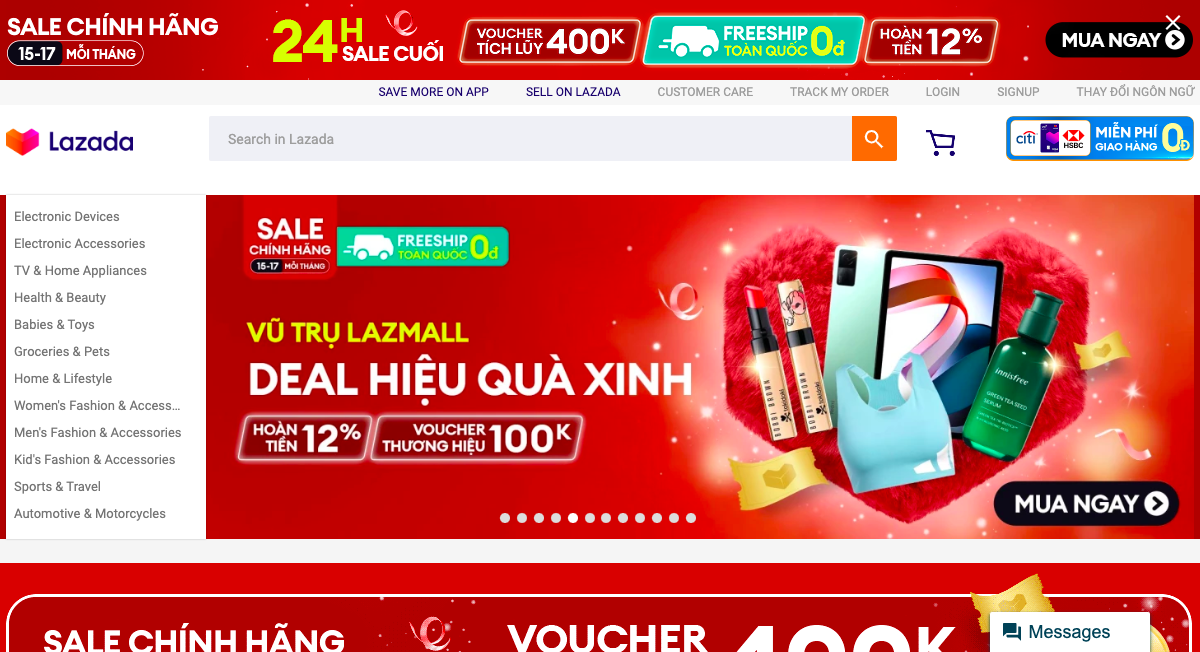 SALE CHÍNH HÃNG
15-17 MỖI THÁNG
24H
SALE CUỐI
VOUCHER
TÍCH LŨY 400K
FREESHIP
TOÀN QUỐC 0đ
HOÀN
TIỀN 12%
MUA NGAY
SAVE MORE ON APP
SELL ON LAZADA
CUSTOMER CARE
TRACK MY ORDER
LOGIN
SIGNUP
THAY ĐỔI NGÔN NGỮ
Lazada
Search in Lazada
citi
HSBC
MIỄN PHÍ
GIAO HÀNG 0Đ
Electronic Devices
Electronic Accessories
TV & Home Appliances
Health & Beauty
Babies & Toys
Groceries & Pets
Home & Lifestyle
Women's Fashion & Access...
Men's Fashion & Accessories
Kid's Fashion & Accessories
Sports & Travel
Automotive & Motorcycles
SALE
CHÍNH HÃNG
15-17 MỖI THÁNG
FREESHIP
TOÀN QUỐC 0đ
VŨ TRỤ LAZMALL
DEAL HIỆU QUÀ XINH
HOÀN
TIỀN 12%
VOUCHER
THƯƠNG HIỆU 100K
BOBBI BROWN
BOBBI BROWN
innisfree
GREEN TEA SEED
SERUM
MUA NGAY
SALE CHÍNH HÃNG
VOUCHER
400K
Messages